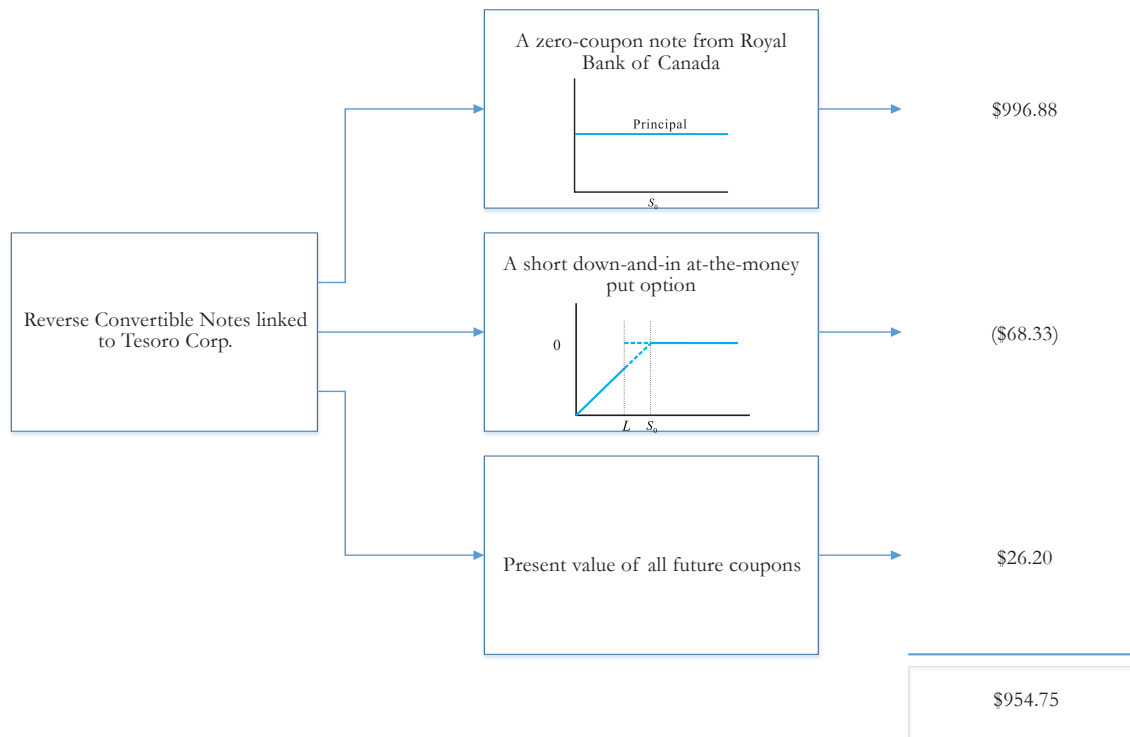 A zero-coupon note from Royal
Bank of Canada
Principal
S₀
$996.88
Reverse Convertible Notes linked
to Tesoro Corp.
A short down-and-in at-the-money
put option
0
L S₀
($68.33)
Present value of all future coupons
$26.20
$954.75